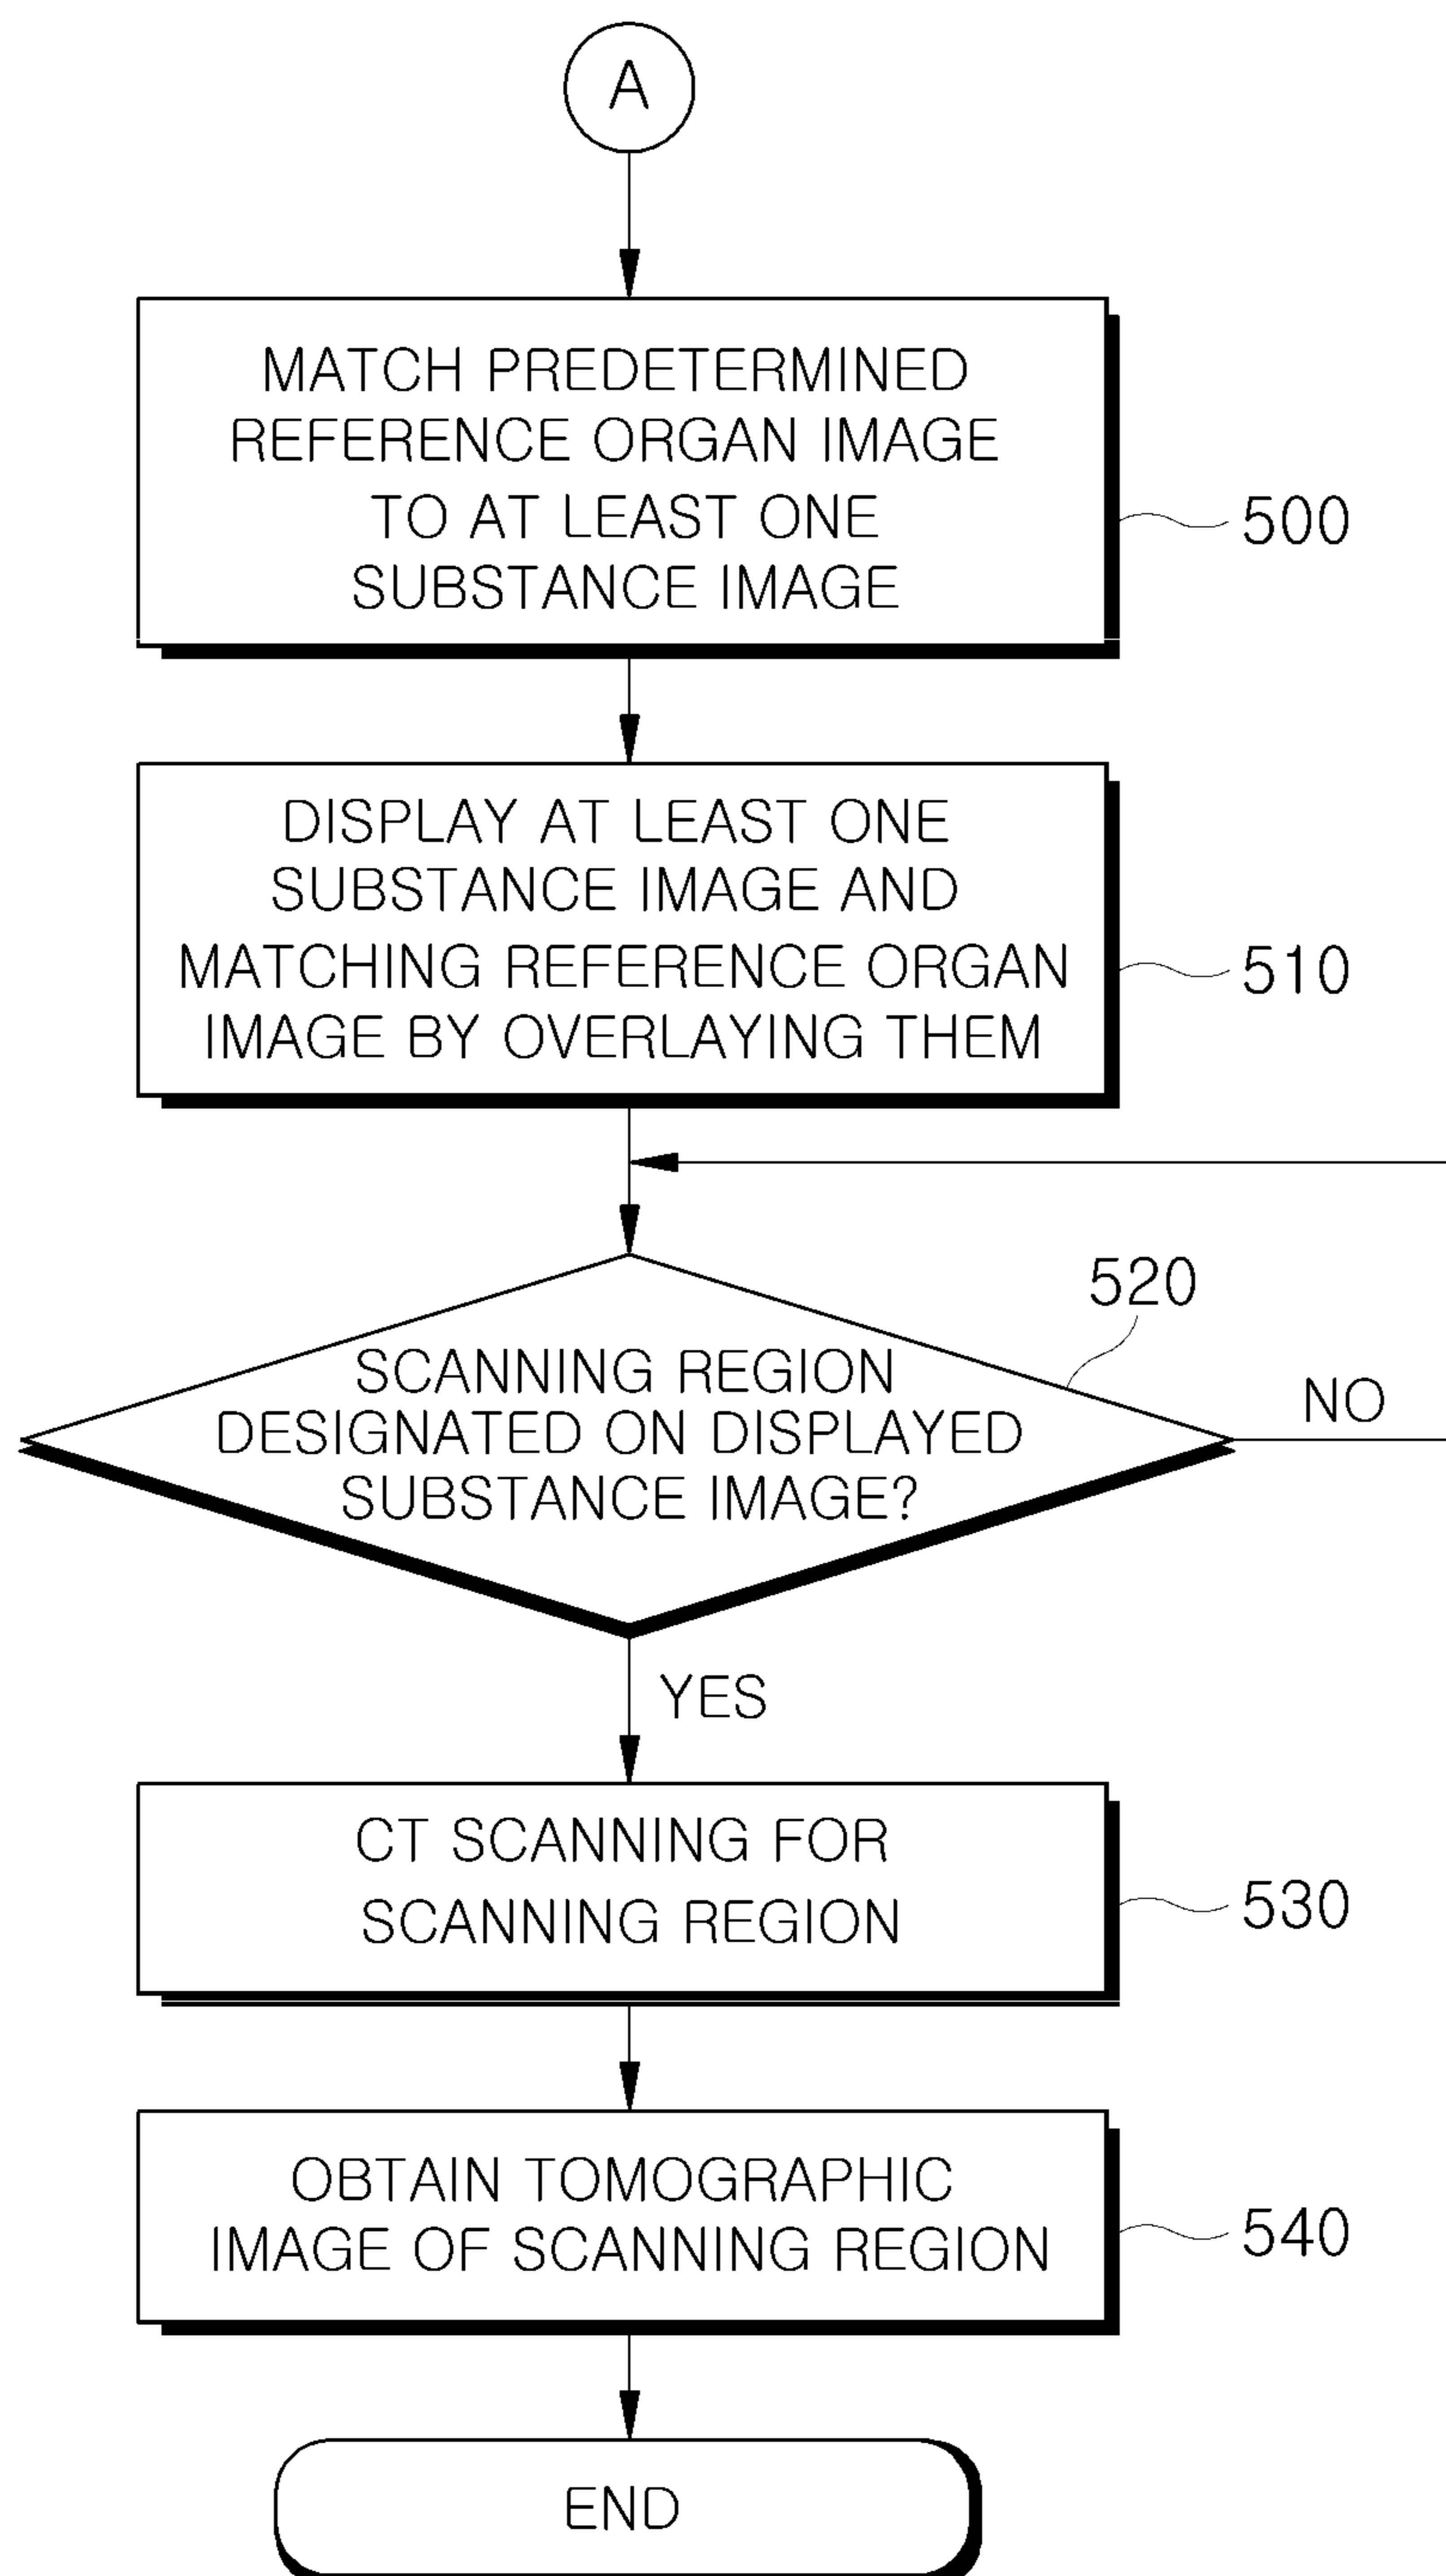 A
MATCH PREDETERMINED
REFERENCE ORGAN IMAGE
TO AT LEAST ONE
SUBSTANCE IMAGE
500
DISPLAY AT LEAST ONE
SUBSTANCE IMAGE AND
MATCHING REFERENCE ORGAN
IMAGE BY OVERLAYING THEM
510
520
SCANNING REGION
DESIGNATED ON DISPLAYED
SUBSTANCE IMAGE?
NO
YES
CT SCANNING FOR
SCANNING REGION
530
OBTAIN TOMOGRAPHIC
IMAGE OF SCANNING REGION
540
END